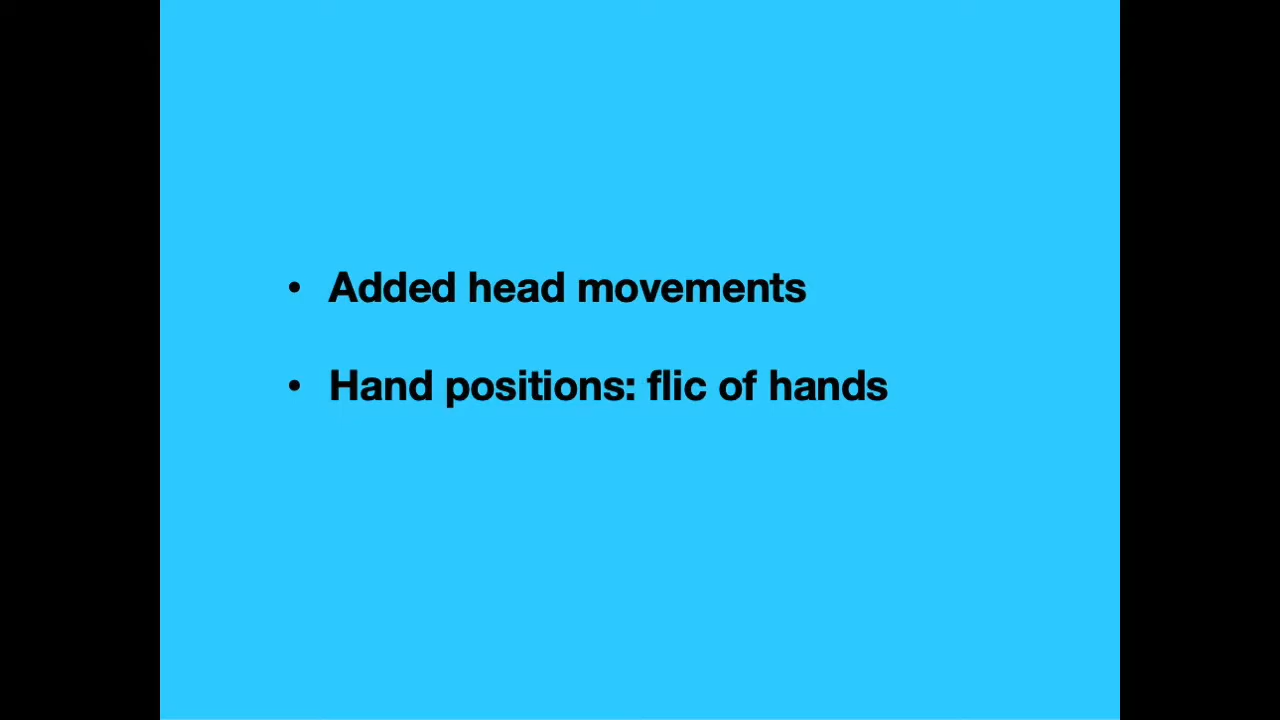 • Added head movements
• Hand positions: flic of hands